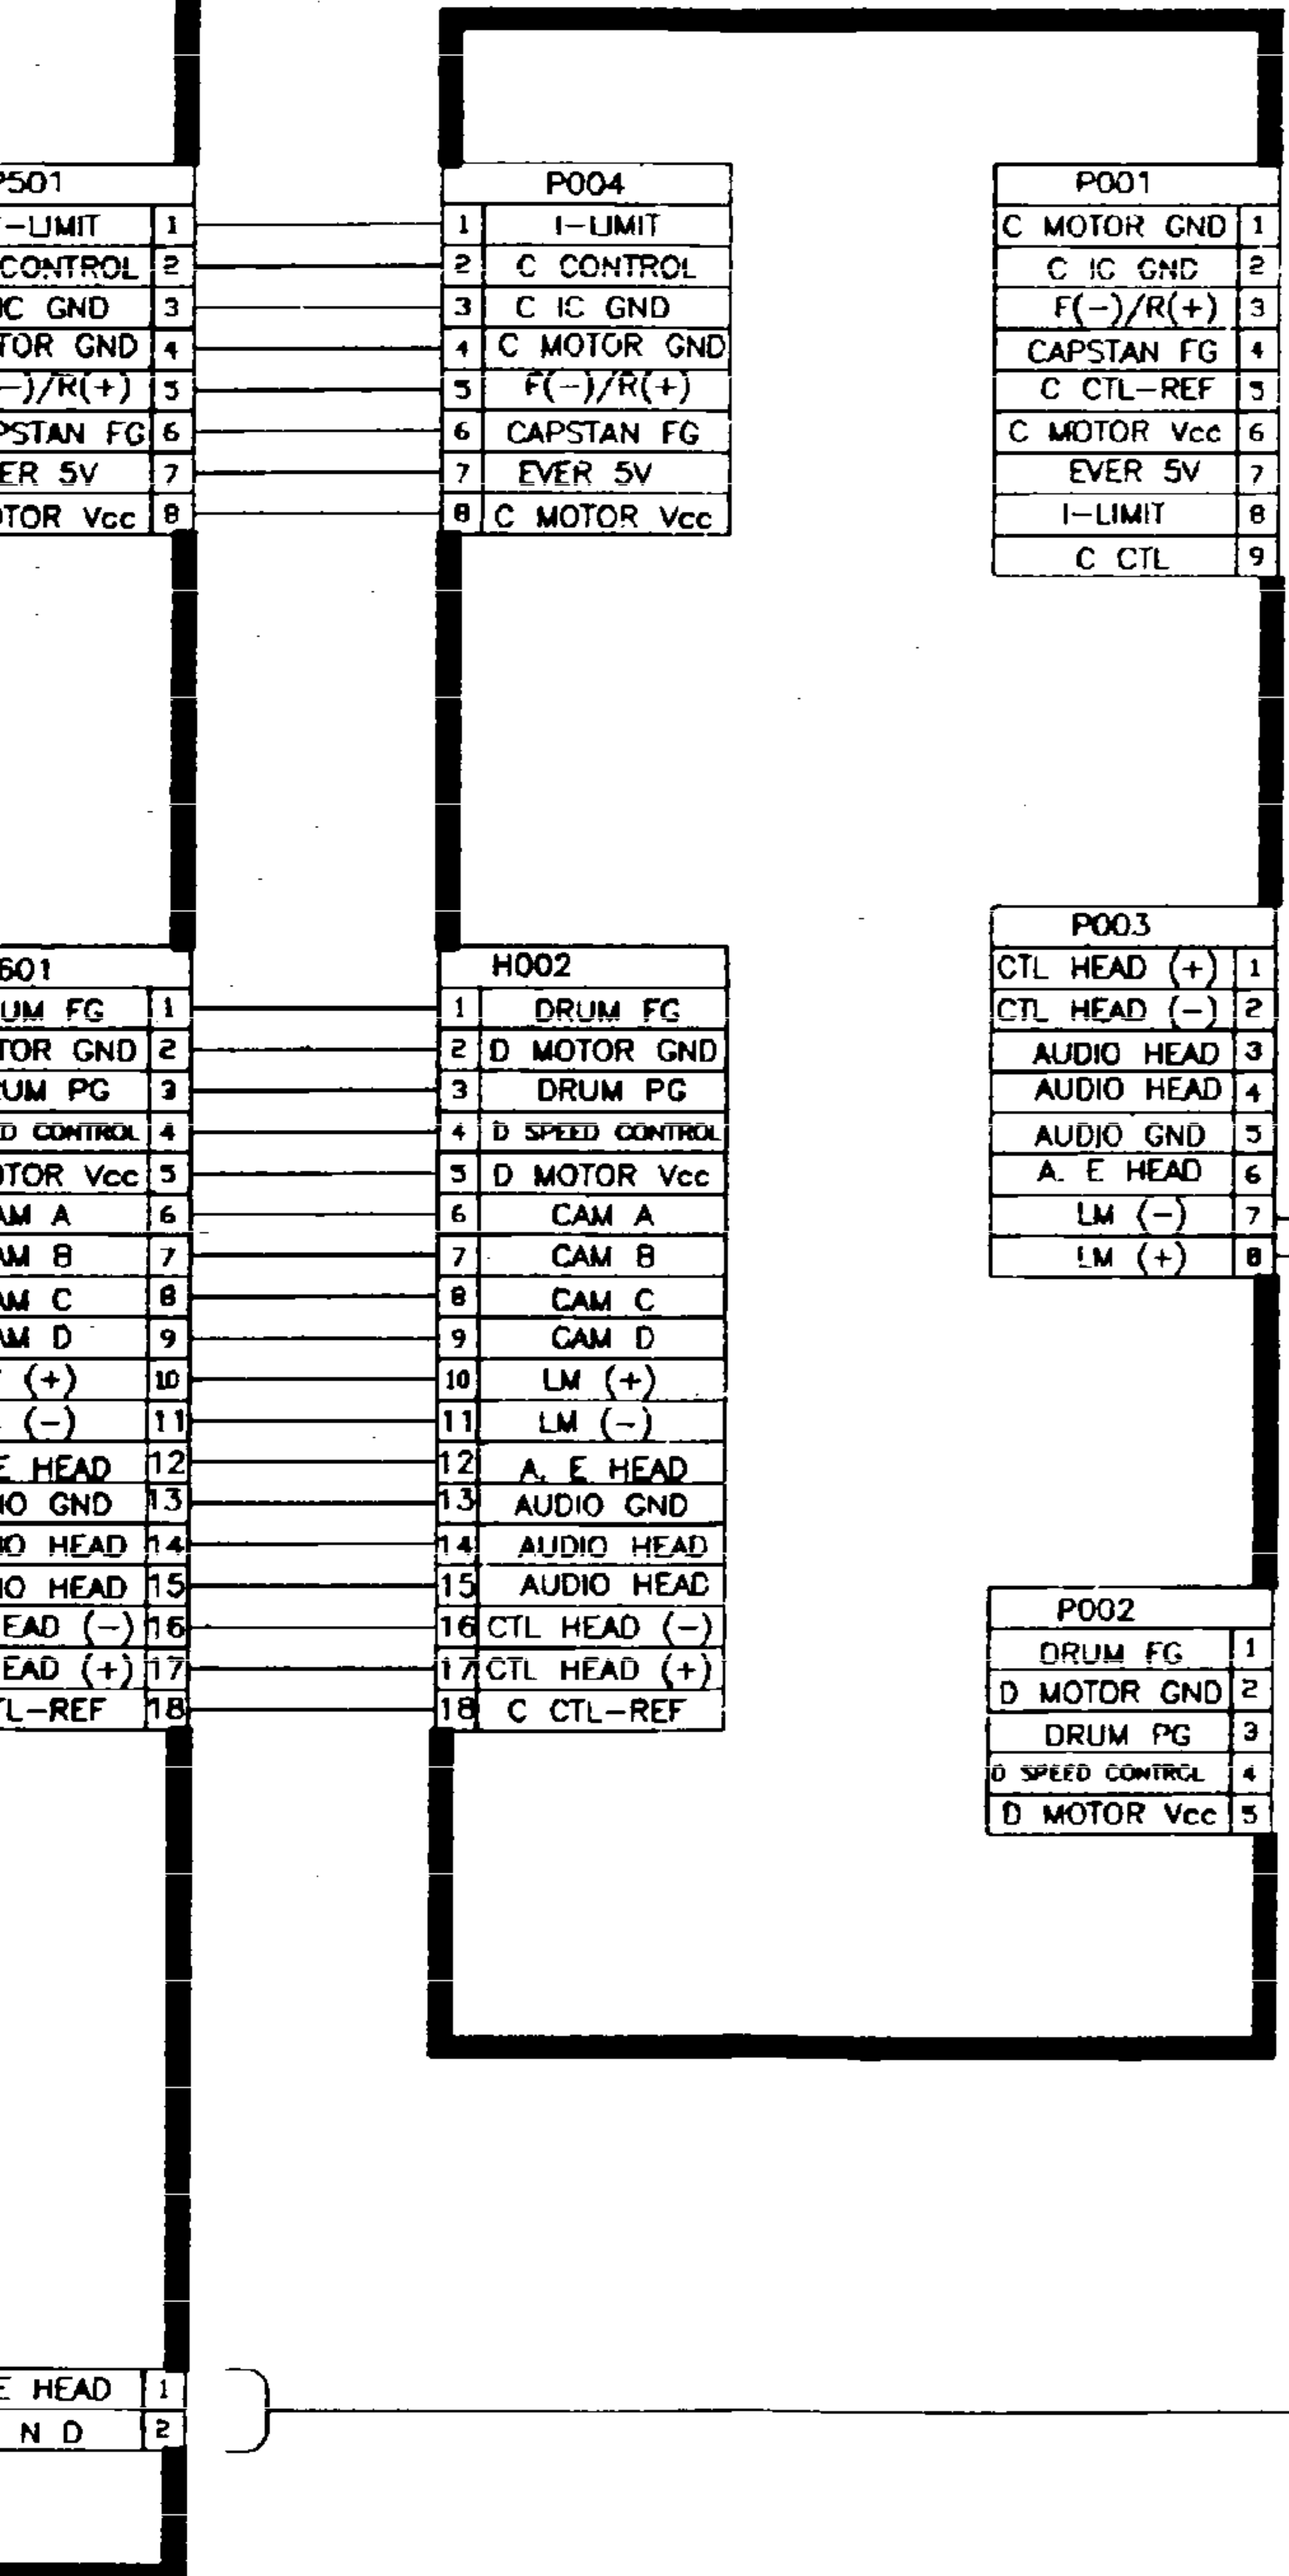 P501
-LIMIT 1
CONTROL 2
IC GND 3
TOR GND 4
-)/R(+) 5
PSTAN FG 6
ER 5V 7
TOR Vcc 8
P004
1 I-LIMIT
2 C CONTROL
3 C IC GND
4 C MOTOR GND
5 F(-)/R(+)
6 CAPSTAN FG
7 EVER 5V
8 C MOTOR Vcc
P001
C MOTOR GND 1
C IC GND 2
F(-)/R(+) 3
CAPSTAN FG 4
C CTL-REF 5
C MOTOR Vcc 6
EVER 5V 7
I-LIMIT 8
C CTL 9
601
UM FG 1
TOR GND 2
UM PG 3
D CONTROL 4
OTOR Vcc 5
AM A 6
AM B 7
AM C 8
AM D 9
(+) 10
(-) 11
E HEAD 12
IO GND 13
IO HEAD 14
IO HEAD 15
EAD (-) 16
EAD (+) 17
TL-REF 18
H002
1 DRUM FG
2 D MOTOR GND
3 DRUM PG
4 D SPEED CONTROL
5 D MOTOR Vcc
6 CAM A
7 CAM B
8 CAM C
9 CAM D
10 LM (+)
11 LM (-)
12 A. E HEAD
13 AUDIO GND
14 AUDIO HEAD
15 AUDIO HEAD
16 CTL HEAD (-)
17 CTL HEAD (+)
18 C CTL-REF
P003
CTL HEAD (+) 1
CTL HEAD (-) 2
AUDIO HEAD 3
AUDIO HEAD 4
AUDIO GND 5
A. E HEAD 6
LM (-) 7
LM (+) 8
P002
DRUM FG 1
D MOTOR GND 2
DRUM PG 3
D SPEED CONTROL 4
D MOTOR Vcc 5
E HEAD 1
N D 2